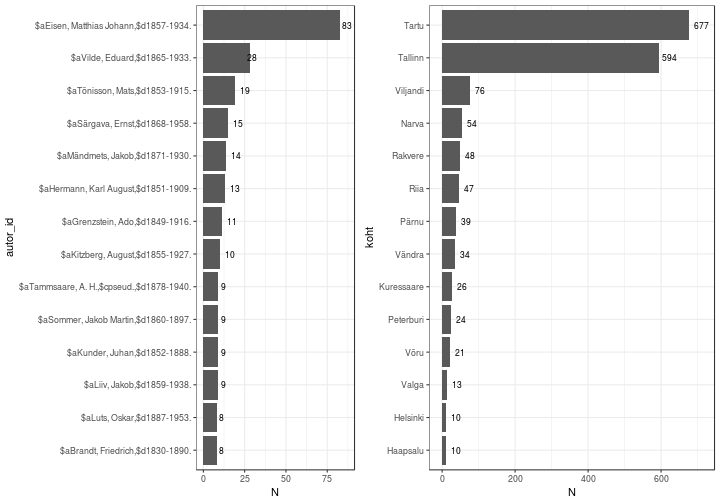 autor_id
$aEisen, Matthias Johann,$d1857-1934. 83
$aVilde, Eduard,$d1865-1933. 28
$aTõnisson, Mats,$d1853-1915. 19
$aSärgava, Ernst,$d1868-1958. 15
$aMändmets, Jakob,$d1871-1930. 14
$aHermann, Karl August,$d1851-1909. 13
$aGrenzstein, Ado,$d1849-1916. 11
$aKitzberg, August,$d1855-1927. 10
$aTammsaare, A. H.,$cpseud.,$d1878-1940. 9
$aSommer, Jakob Martin,$d1860-1897. 9
$aKunder, Juhan,$d1852-1888. 9
$aLiiv, Jakob,$d1859-1938. 9
$aLuts, Oskar,$d1887-1953. 8
$aBrandt, Friedrich,$d1830-1890. 8
0 25 50 75
N
koht
Tartu 677
Tallinn 594
Viljandi 76
Narva 54
Rakvere 48
Riia 47
Pärnu 39
Vändra 34
Kuressaare 26
Peterburi 24
Võru 21
Valga 13
Helsinki 10
Haapsalu 10
0 200 400 600
N